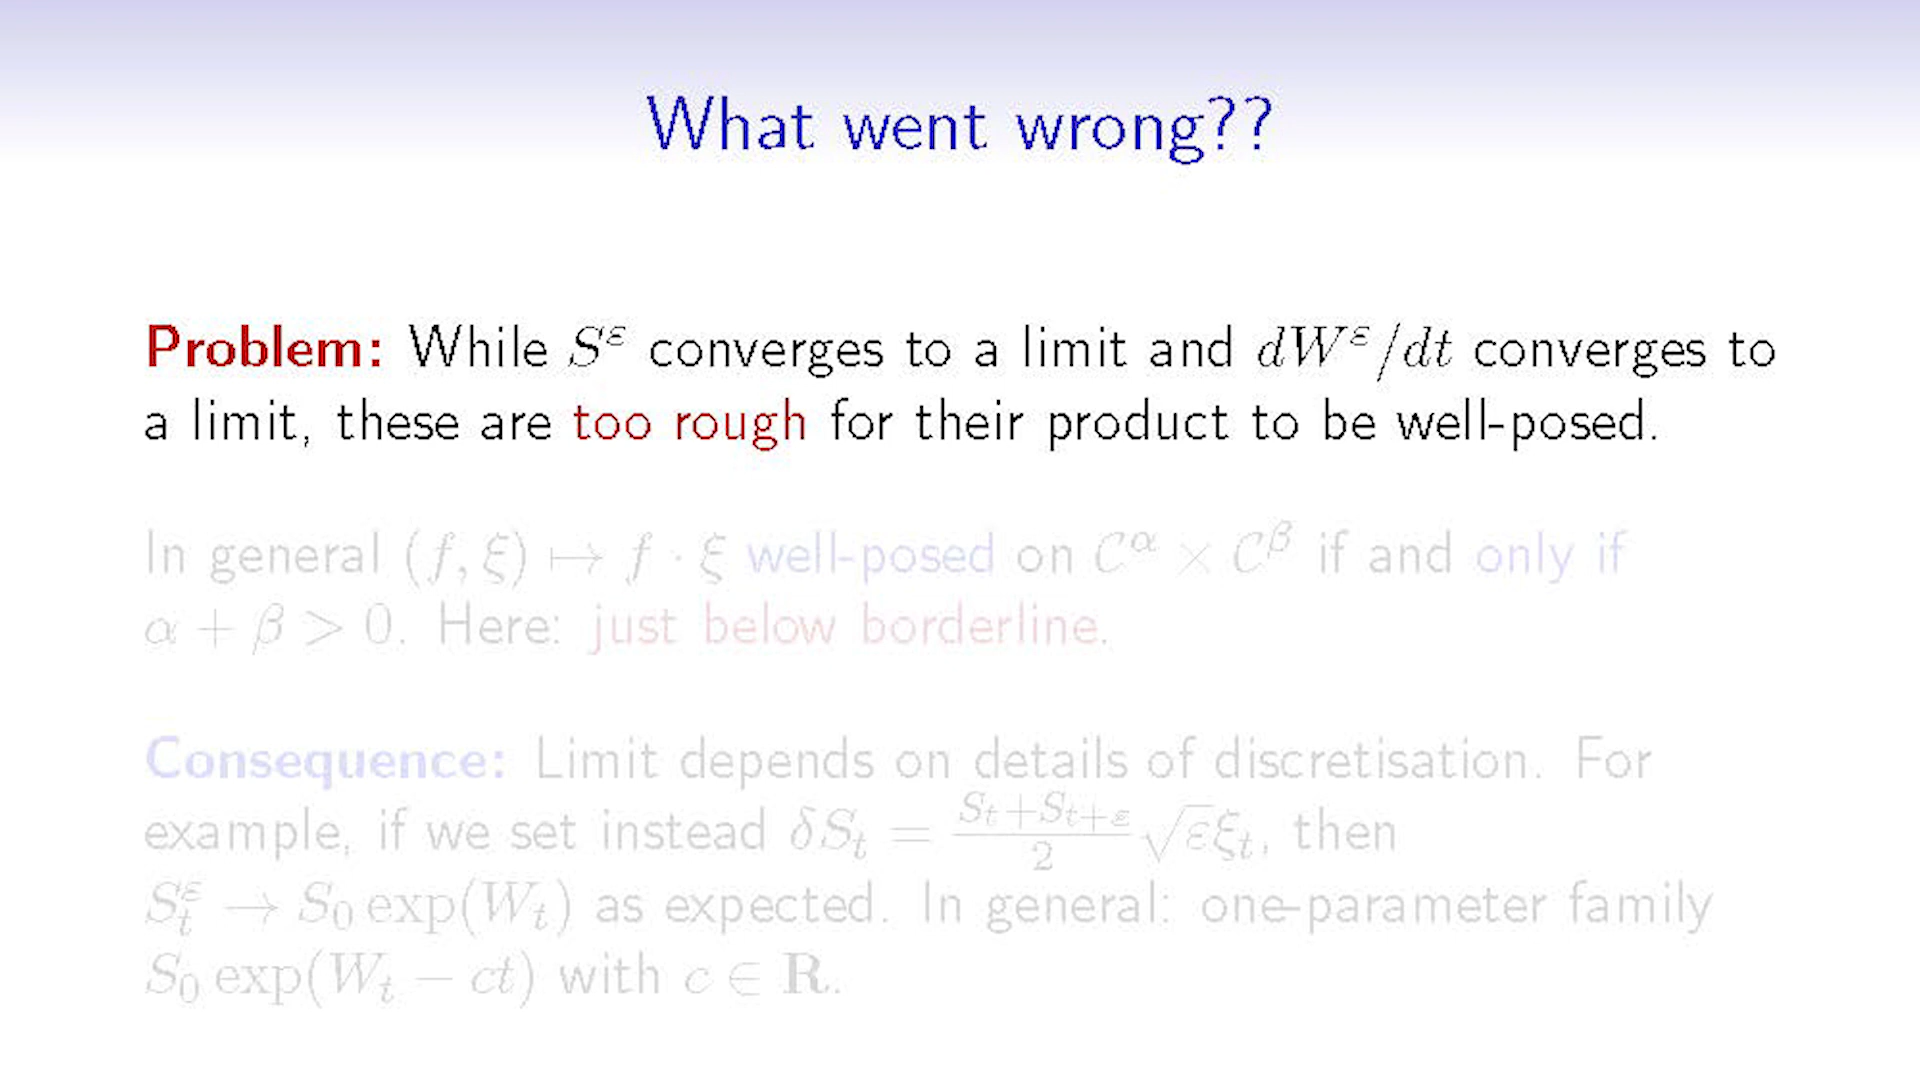 What went wrong??
Problem: While $S^\varepsilon$ converges to a limit and $dW^\varepsilon/dt$ converges to
a limit, these are too rough for their product to be well-posed.
In general $(f, \xi) \mapsto f \cdot \xi$ well-posed on $\mathcal{C}^\alpha \times \mathcal{C}^\beta$ if and only if
$\alpha + \beta > 0$. Here: just below borderline.
Consequence: Limit depends on details of discretisation. For
example, if we set instead $\delta S_t = \frac{S_t + S_{t+\varepsilon}}{2} \sqrt{\varepsilon} \xi_t$, then
$S_t^\varepsilon \to S_0 \exp(W_t)$ as expected. In general: one-parameter family
$S_0 \exp(W_t - ct)$ with $c \in \mathbf{R}$.